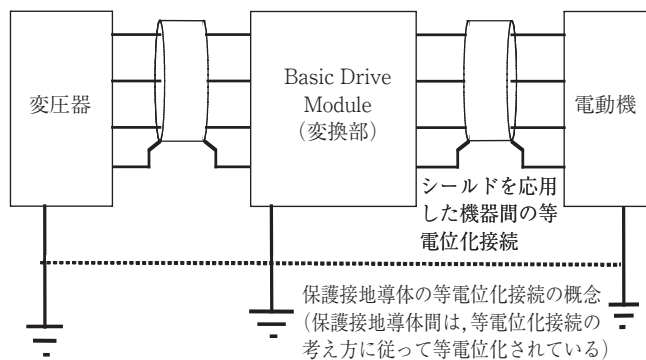 変圧器
Basic Drive
Module
（変換部）
電動機
シールドを応用
した機器間の等
電位化接続
保護接地導体の等電位化接続の概念
（保護接地導体間は，等電位化接続の
考え方に従って等電位化されている）